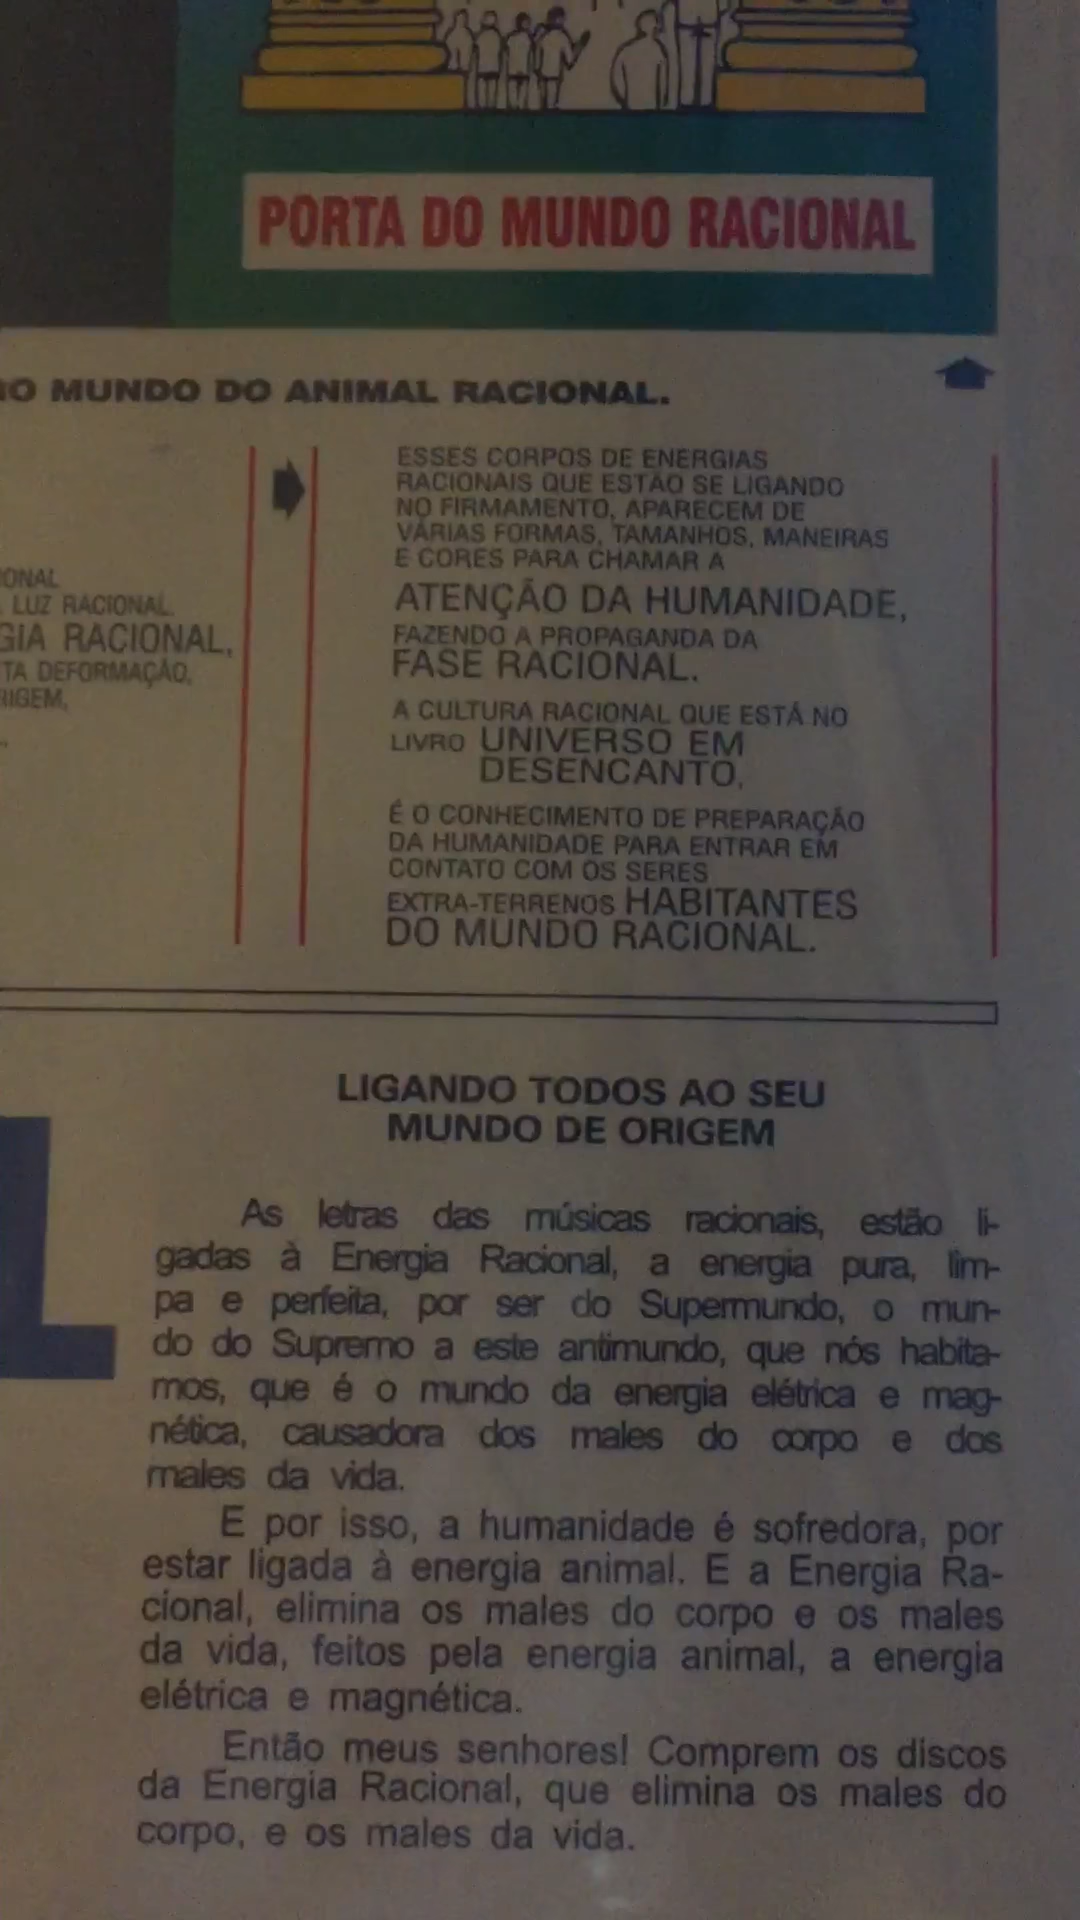 PORTA DO MUNDO RACIONAL
MUNDO DO ANIMAL RACIONAL.
LUZ RACIONAL
RACIONAL,
DEFORMAÇÃO,
ESSES CORPOS DE ENERGIAS
RACIONAIS QUE ESTÃO SE LIGANDO
NO FIRMAMENTO, APARECEM DE
VÁRIAS FORMAS, TAMANHOS, MANEIRAS
E CORES PARA CHAMAR A
ATENÇÃO DA HUMANIDADE,
FAZENDO A PROPAGANDA DA
FASE RACIONAL.
A CULTURA RACIONAL QUE ESTÁ NO
LIVRO UNIVERSO EM
DESENCANTO,
É O CONHECIMENTO DE PREPARAÇÃO
DA HUMANIDADE PARA ENTRAR EM
CONTATO COM OS SERES
EXTRA-TERRENOS HABITANTES
DO MUNDO RACIONAL.
LIGANDO TODOS AO SEU
MUNDO DE ORIGEM
As letras das músicas racionais, estão li-
gadas à Energia Racional, a energia pura, lim-
pa e perfeita, por ser do Supermundo, o mun-
do do Supremo a este antimundo, que nós habita-
mos, que é o mundo da energia elétrica e mag-
nética, causadora dos males do corpo e dos
males da vida.
E por isso, a humanidade é sofredora, por
estar ligada à energia animal. E a Energia Ra-
cional, elimina os males do corpo e os males
da vida, feitos pela energia animal, a energia
elétrica e magnética.
Então meus senhores! Comprem os discos
da Energia Racional, que elimina os males do
corpo, e os males da vida.